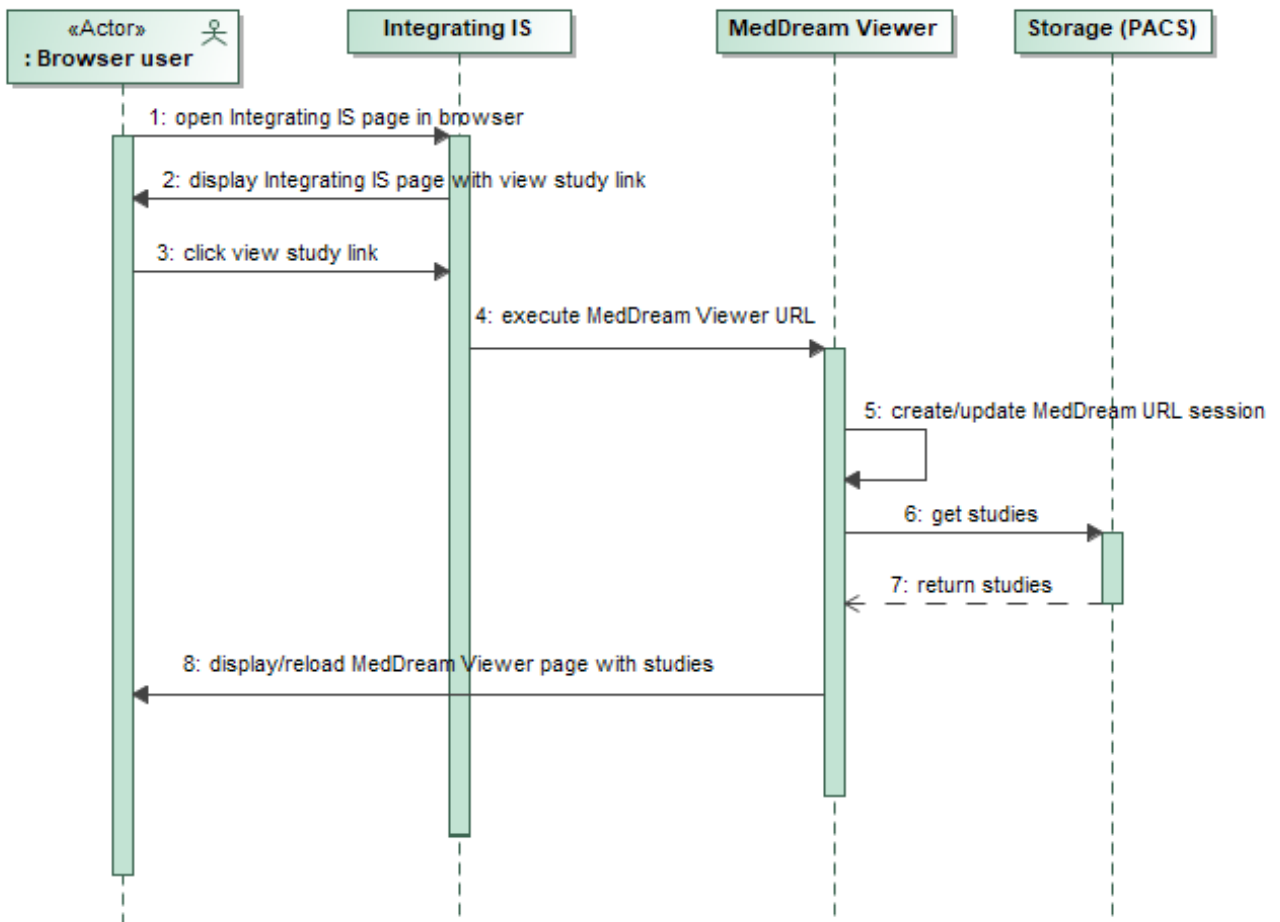 «Actor»
: Browser user
Integrating IS
MedDream Viewer
Storage (PACS)
1: open Integrating IS page in browser
2: display Integrating IS page with view study link
3: click view study link
4: execute MedDream Viewer URL
5: create/update MedDream URL session
6: get studies
7: return studies
8: display/reload MedDream Viewer page with studies